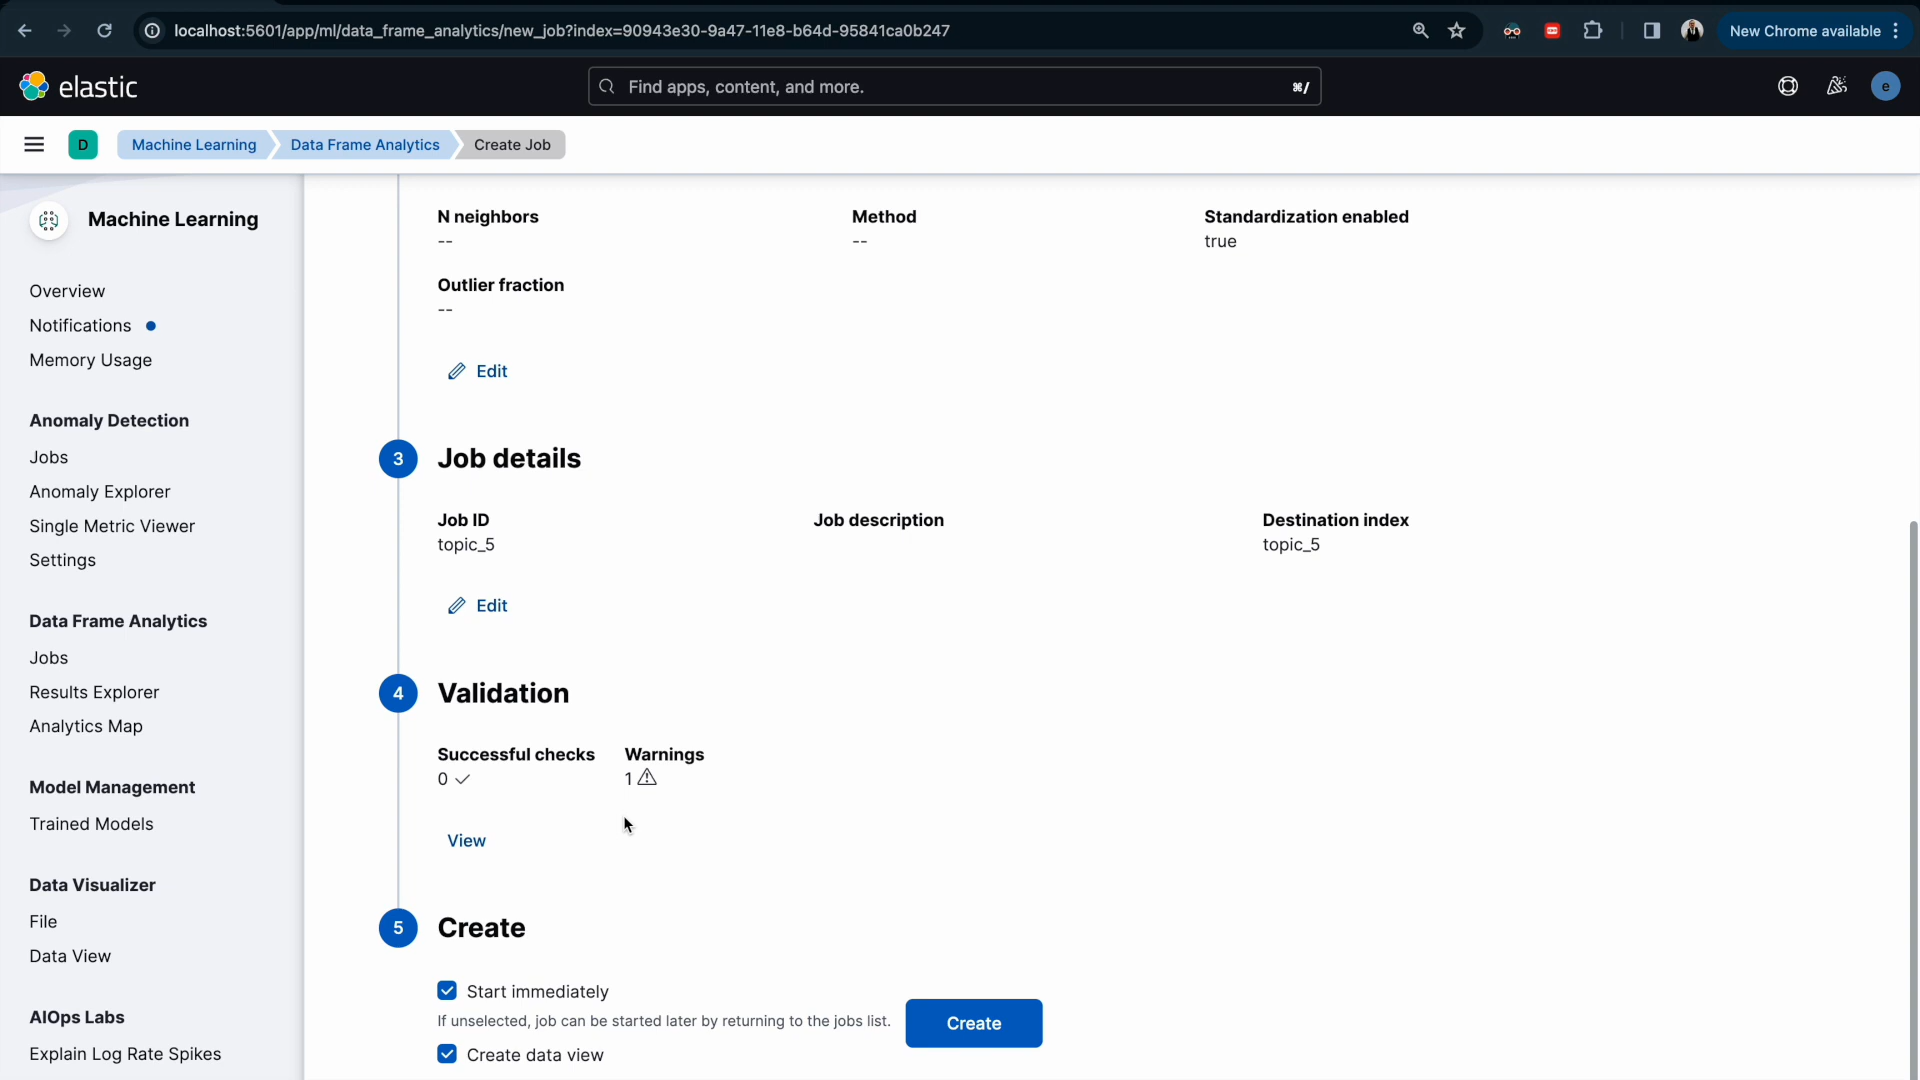 localhost:5601/app/ml/data_frame_analytics/new_job?index=90943e30-9a47-11e8-b64d-95841ca0b247
New Chrome available
elastic
Find apps, content, and more.
⌘/
e
D
Machine Learning
Data Frame Analytics
Create Job
Machine Learning
Overview
Notifications
Memory Usage
Anomaly Detection
Jobs
Anomaly Explorer
Single Metric Viewer
Settings
Data Frame Analytics
Jobs
Results Explorer
Analytics Map
Model Management
Trained Models
Data Visualizer
File
Data View
AIOps Labs
Explain Log Rate Spikes
N neighbors
--
Method
--
Standardization enabled
true
Outlier fraction
--
Edit
3
Job details
Job ID
topic_5
Job description
Destination index
topic_5
Edit
4
Validation
Successful checks
0
Warnings
1
View
5
Create
Start immediately
If unselected, job can be started later by returning to the jobs list.
Create data view
Create